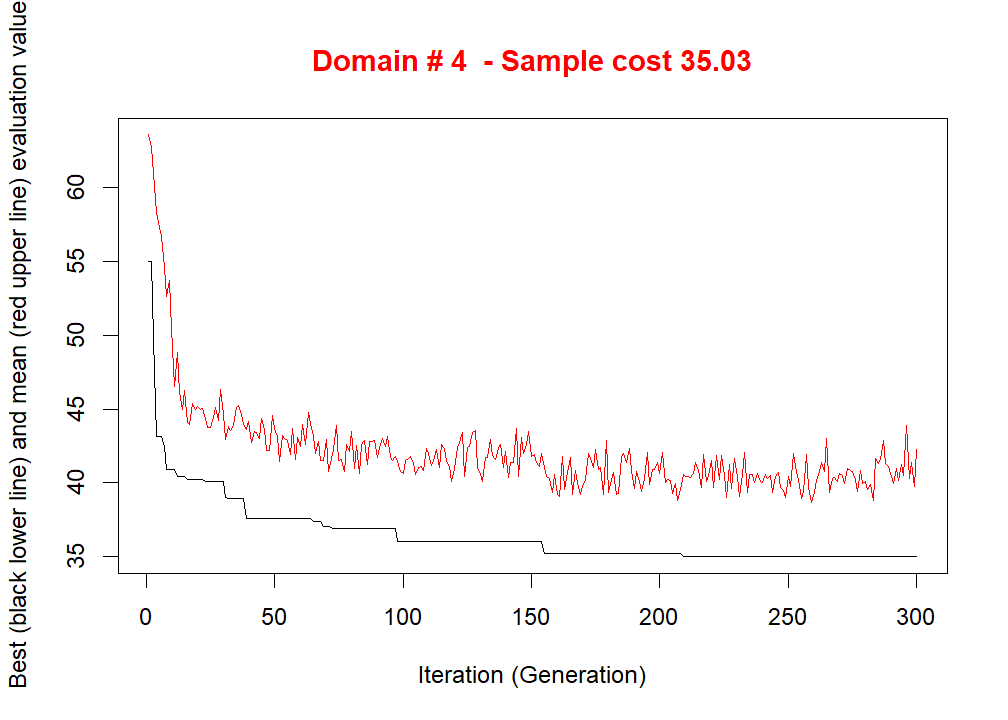 Domain # 4  - Sample cost 35.03
Best (black lower line) and mean (red upper line) evaluation value
60
55
50
45
40
35
0 50 100 150 200 250 300
Iteration (Generation)